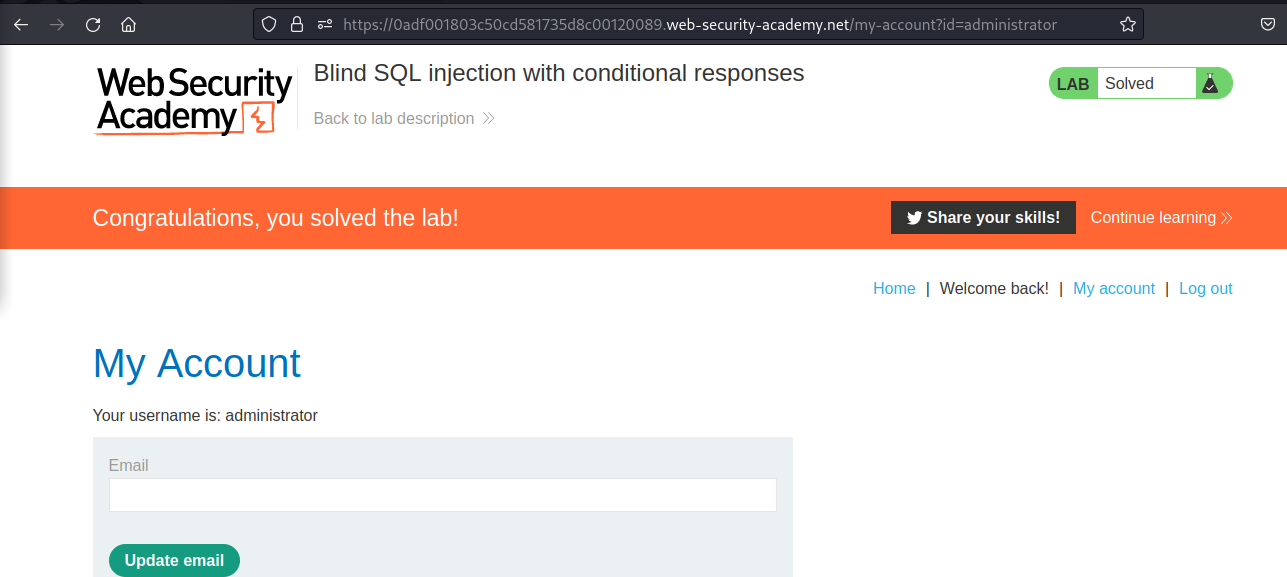 https://0adf001803c50cd581735d8c00120089.web-security-academy.net/my-account?id=administrator
Web Security
Academy
Blind SQL injection with conditional responses
Back to lab description
LAB Solved
Congratulations, you solved the lab!
Share your skills! Continue learning
Home | Welcome back! | My account | Log out
My Account
Your username is: administrator
Email
Update email